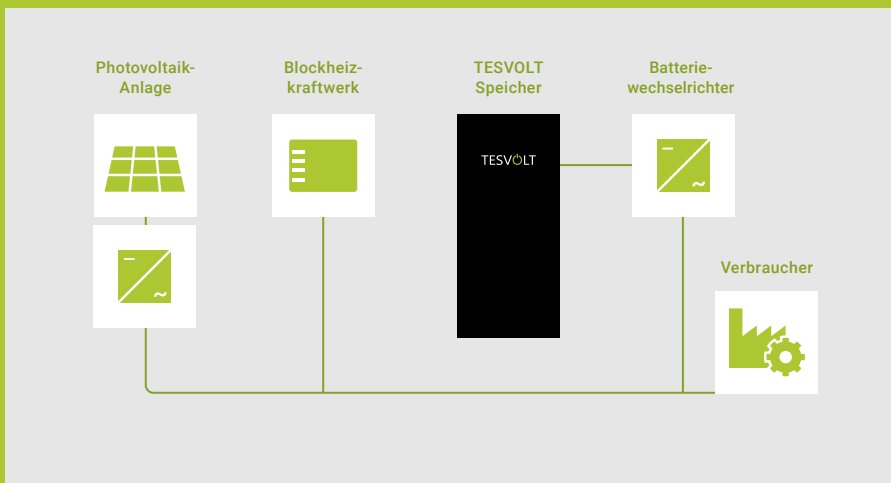 Photovoltaik-
Anlage
Blockheiz-
kraftwerk
TESVOLT
Speicher
Batterie-
wechselrichter
TESVOLT
Verbraucher